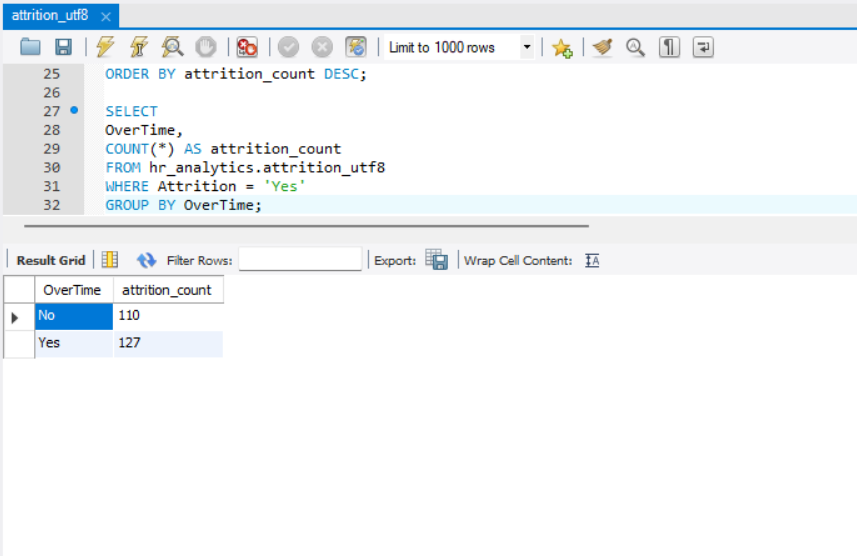 attrition_utf8
Limit to 1000 rows
25 ORDER BY attrition_count DESC;
26
27 SELECT
28 OverTime,
29 COUNT(*) AS attrition_count
30 FROM hr_analytics.attrition_utf8
31 WHERE Attrition = 'Yes'
32 GROUP BY OverTime;
Result Grid Filter Rows: Export: Wrap Cell Content: IA
OverTime attrition_count
No 110
Yes 127